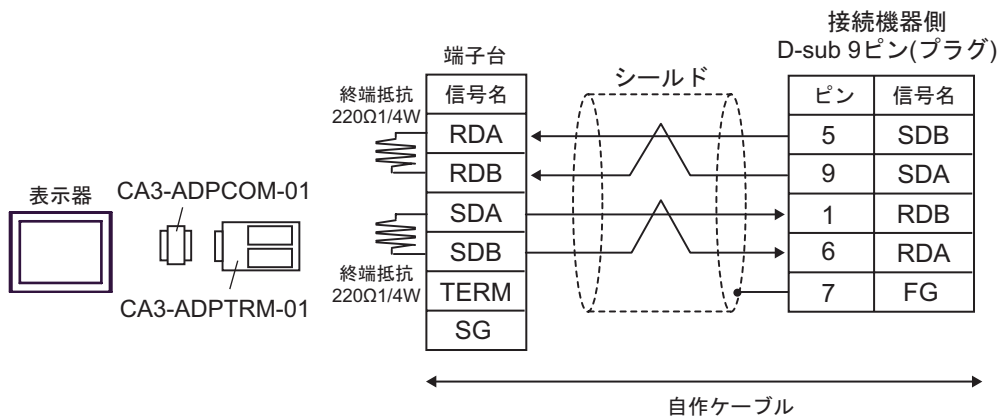 接続機器側
D-sub 9ピン(プラグ)
端子台
シールド
終端抵抗
220Ω1/4W
信号名
ピン 信号名
RDA
5 SDB
RDB
9 SDA
表示器
CA3-ADPCOM-01
SDA
1 RDB
SDB
6 RDA
終端抵抗
220Ω1/4W
TERM
7 FG
CA3-ADPTRM-01
SG
自作ケーブル